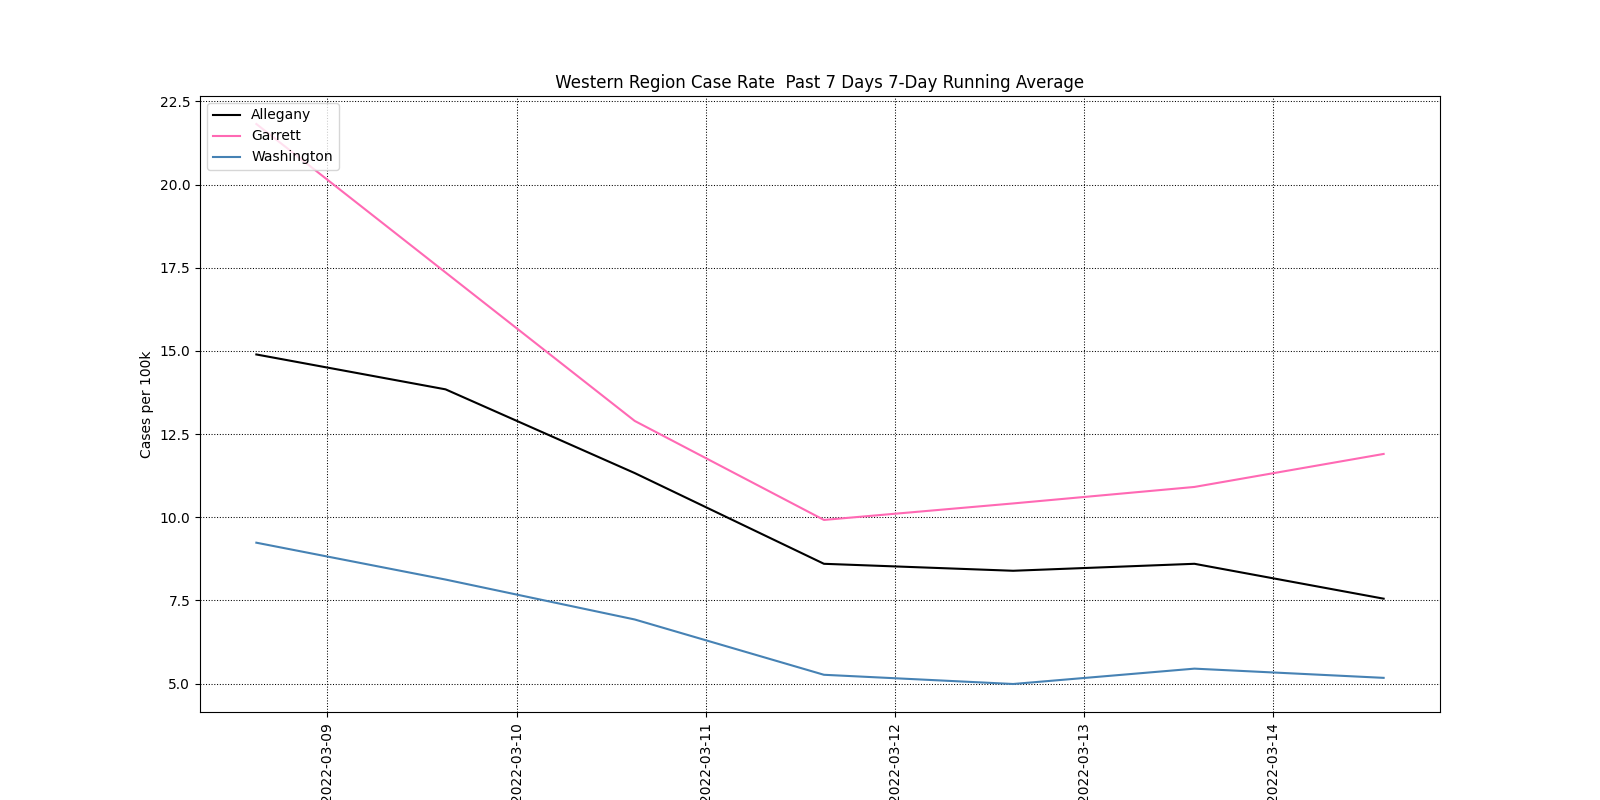 Western Region Case Rate  Past 7 Days 7-Day Running Average
Allegany
Garrett
Washington
Cases per 100k
22.5
20.0
17.5
15.0
12.5
10.0
7.5
5.0
2022-03-09
2022-03-10
2022-03-11
2022-03-12
2022-03-13
2022-03-14